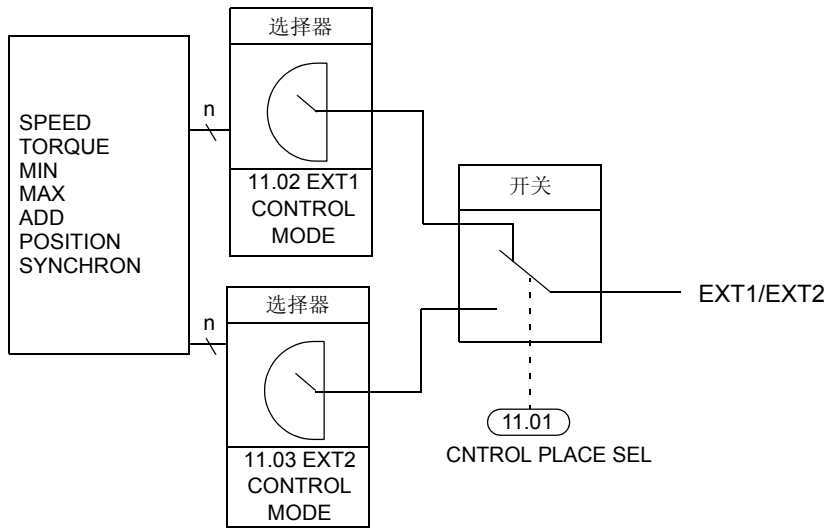 SPEED
TORQUE
MIN
MAX
ADD
POSITION
SYNCHRON
n
选择器
11.02 EXT1
CONTROL
MODE
n
选择器
11.03 EXT2
CONTROL
MODE
开关
EXT1/EXT2
11.01
CNTROL PLACE SEL